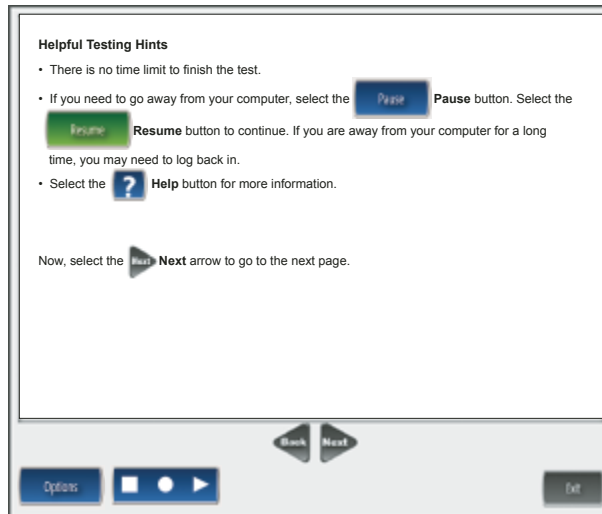 Helpful Testing Hints
• There is no time limit to finish the test.
• If you need to go away from your computer, select the Pause Pause button. Select the
Resume Resume button to continue. If you are away from your computer for a long
time, you may need to log back in.
• Select the ? Help button for more information.
Now, select the Next Next arrow to go to the next page.
Back Next
Options Exit